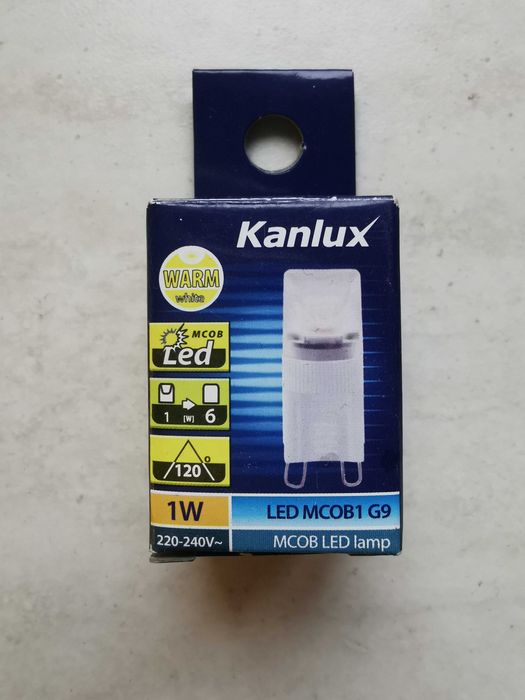 Kanlux
WARM
white
MCOB
Led
1 [W] 6
120°
1W
LED MCOB1 G9
220-240V~
MCOB LED lamp